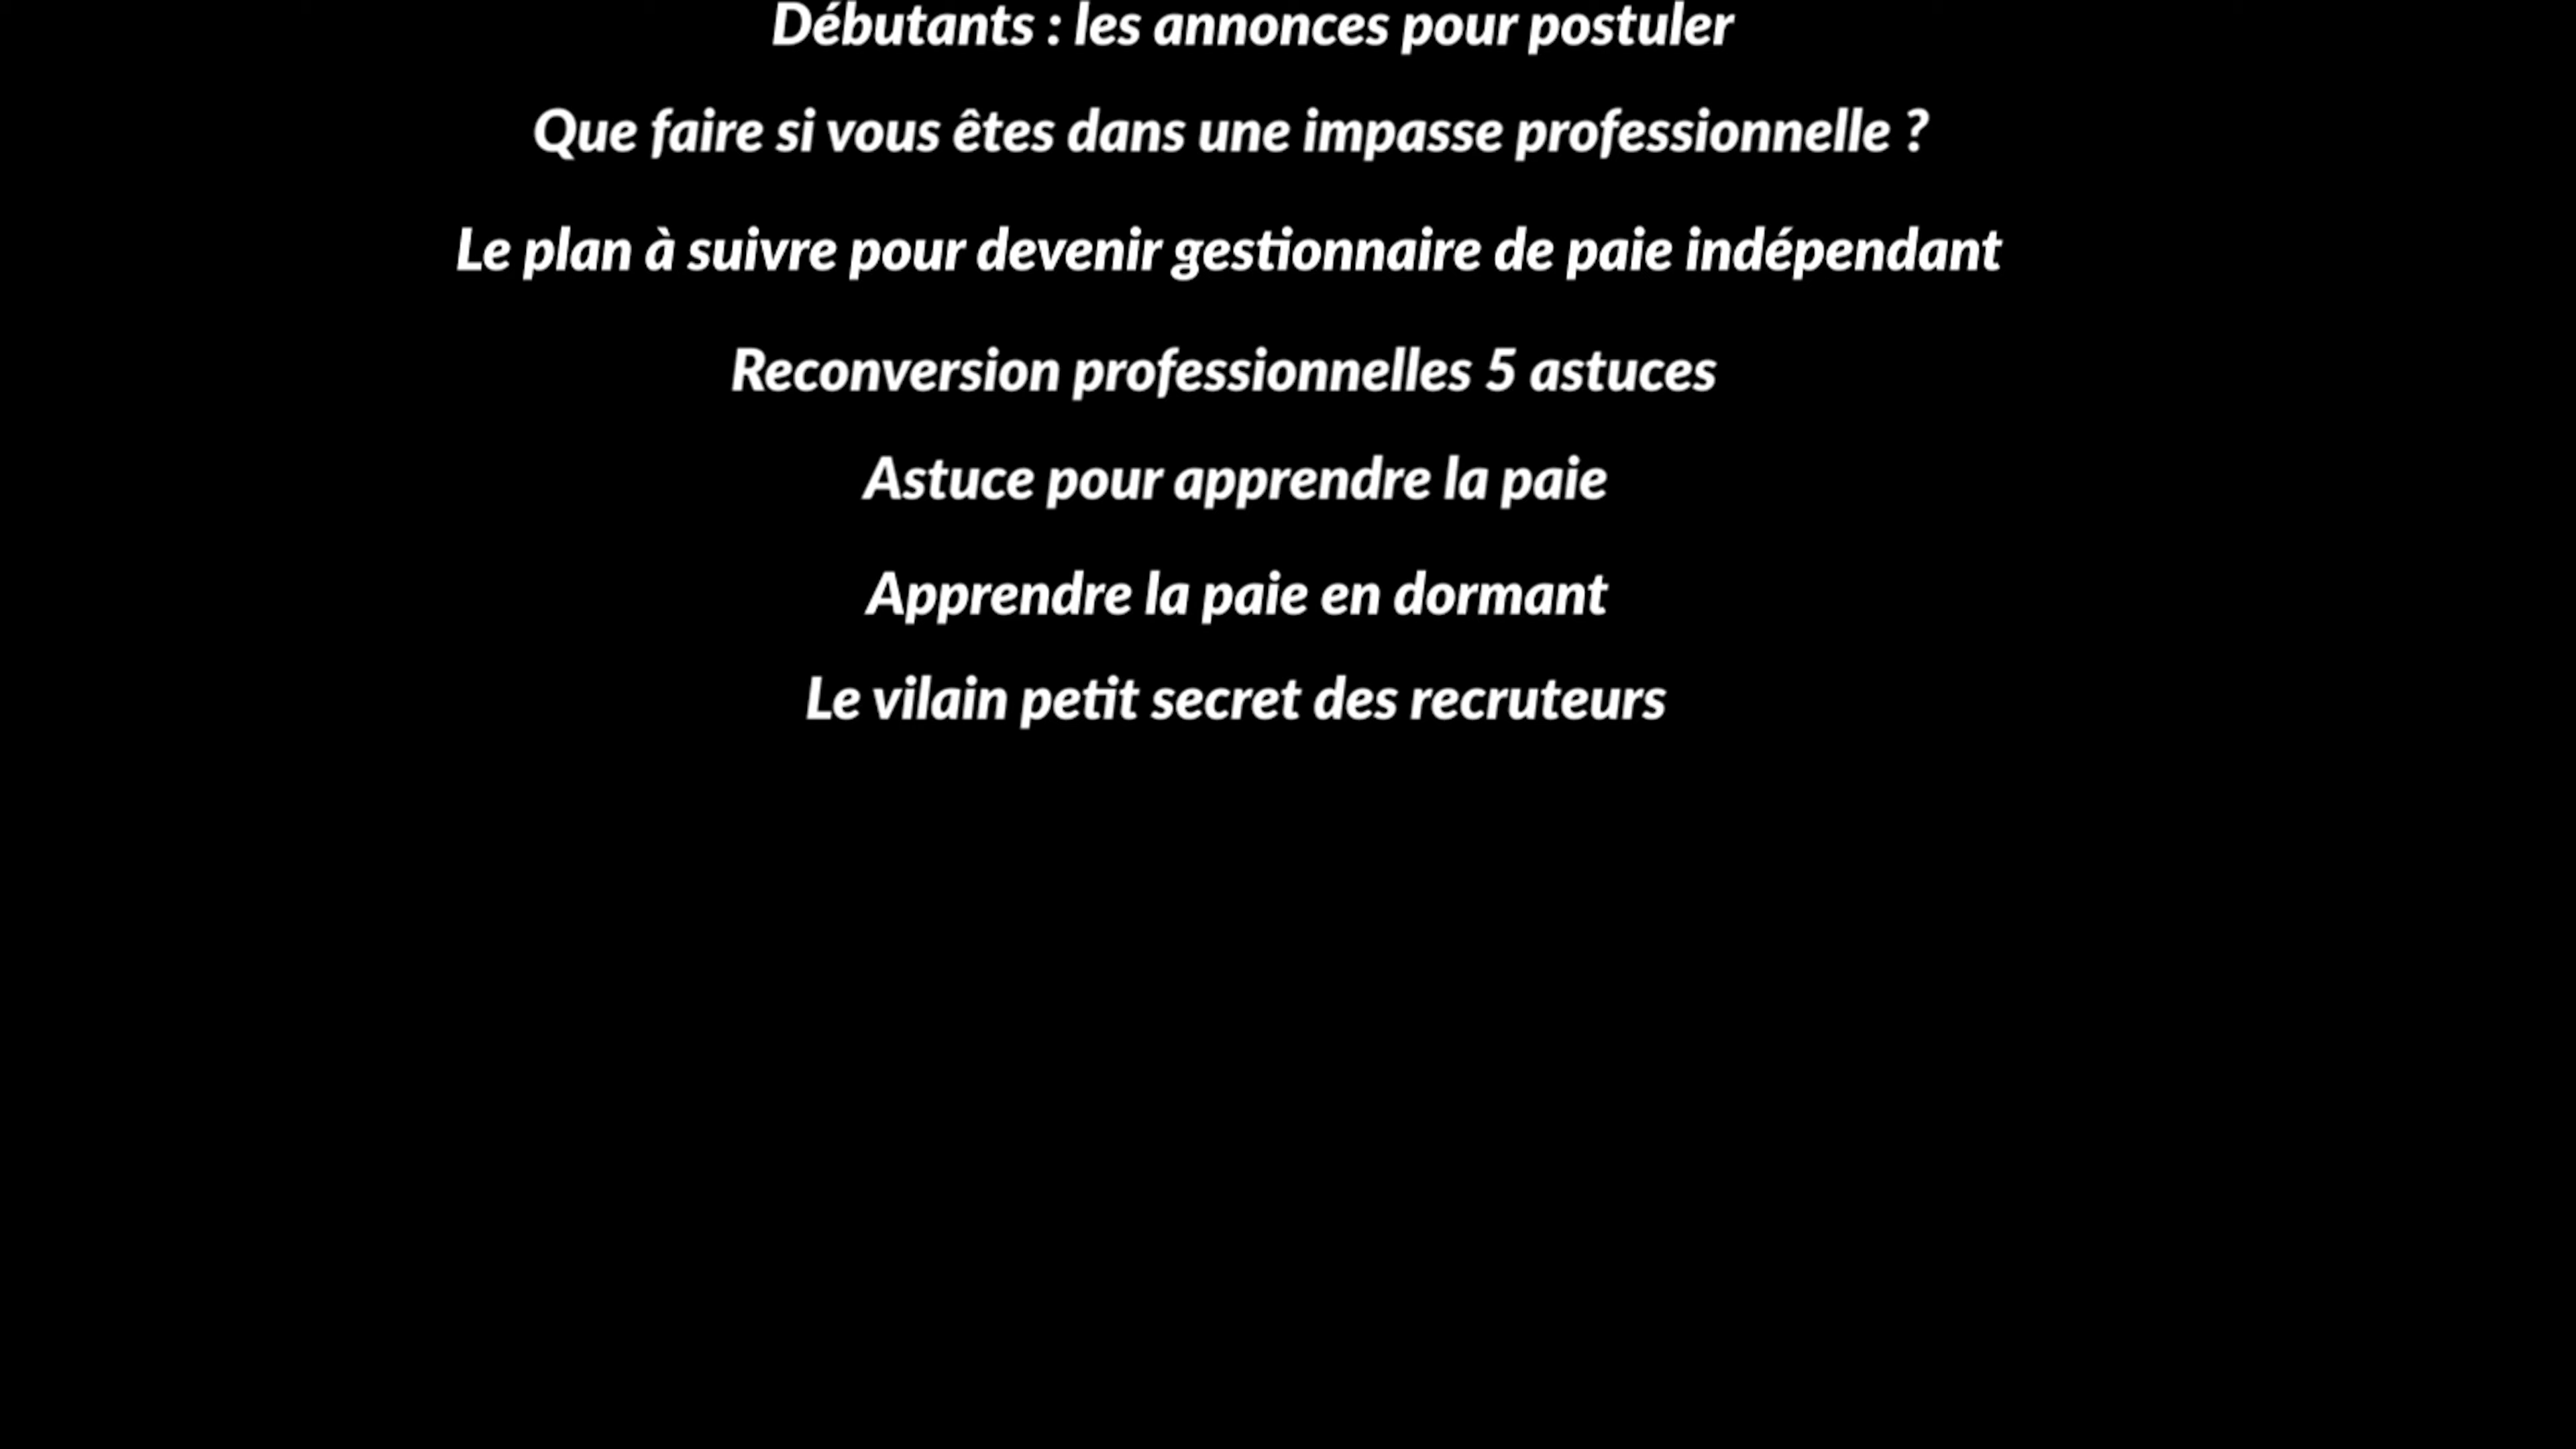 Débutants : les annonces pour postuler
Que faire si vous êtes dans une impasse professionnelle ?
Le plan à suivre pour devenir gestionnaire de paie indépendant
Reconversion professionnelles 5 astuces
Astuce pour apprendre la paie
Apprendre la paie en dormant
Le vilain petit secret des recruteurs